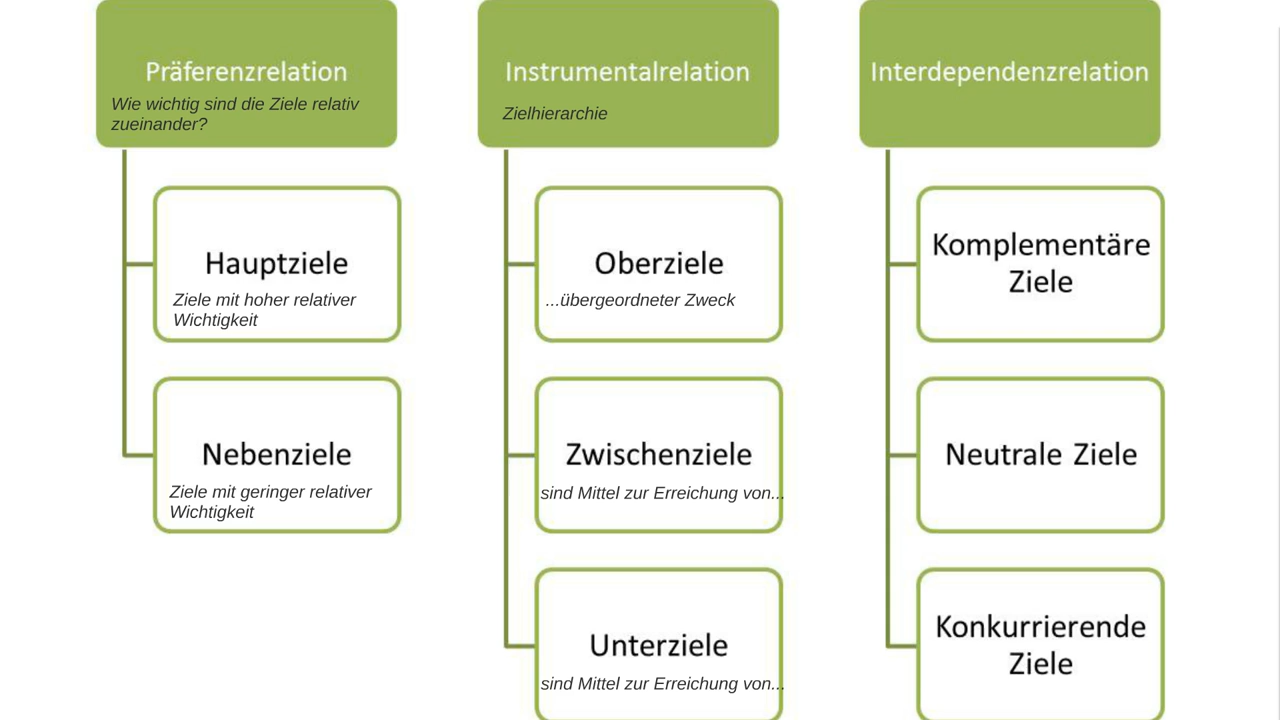 Präferenzrelation
Wie wichtig sind die Ziele relativ
zueinander?
Hauptziele
Ziele mit hoher relativer
Wichtigkeit
Nebenziele
Ziele mit geringer relativer
Wichtigkeit
Instrumentalrelation
Zielhierarchie
Oberziele
...übergeordneter Zweck
Zwischenziele
sind Mittel zur Erreichung von...
Unterziele
sind Mittel zur Erreichung von...
Interdependenzrelation
Komplementäre
Ziele
Neutrale Ziele
Konkurrierende
Ziele